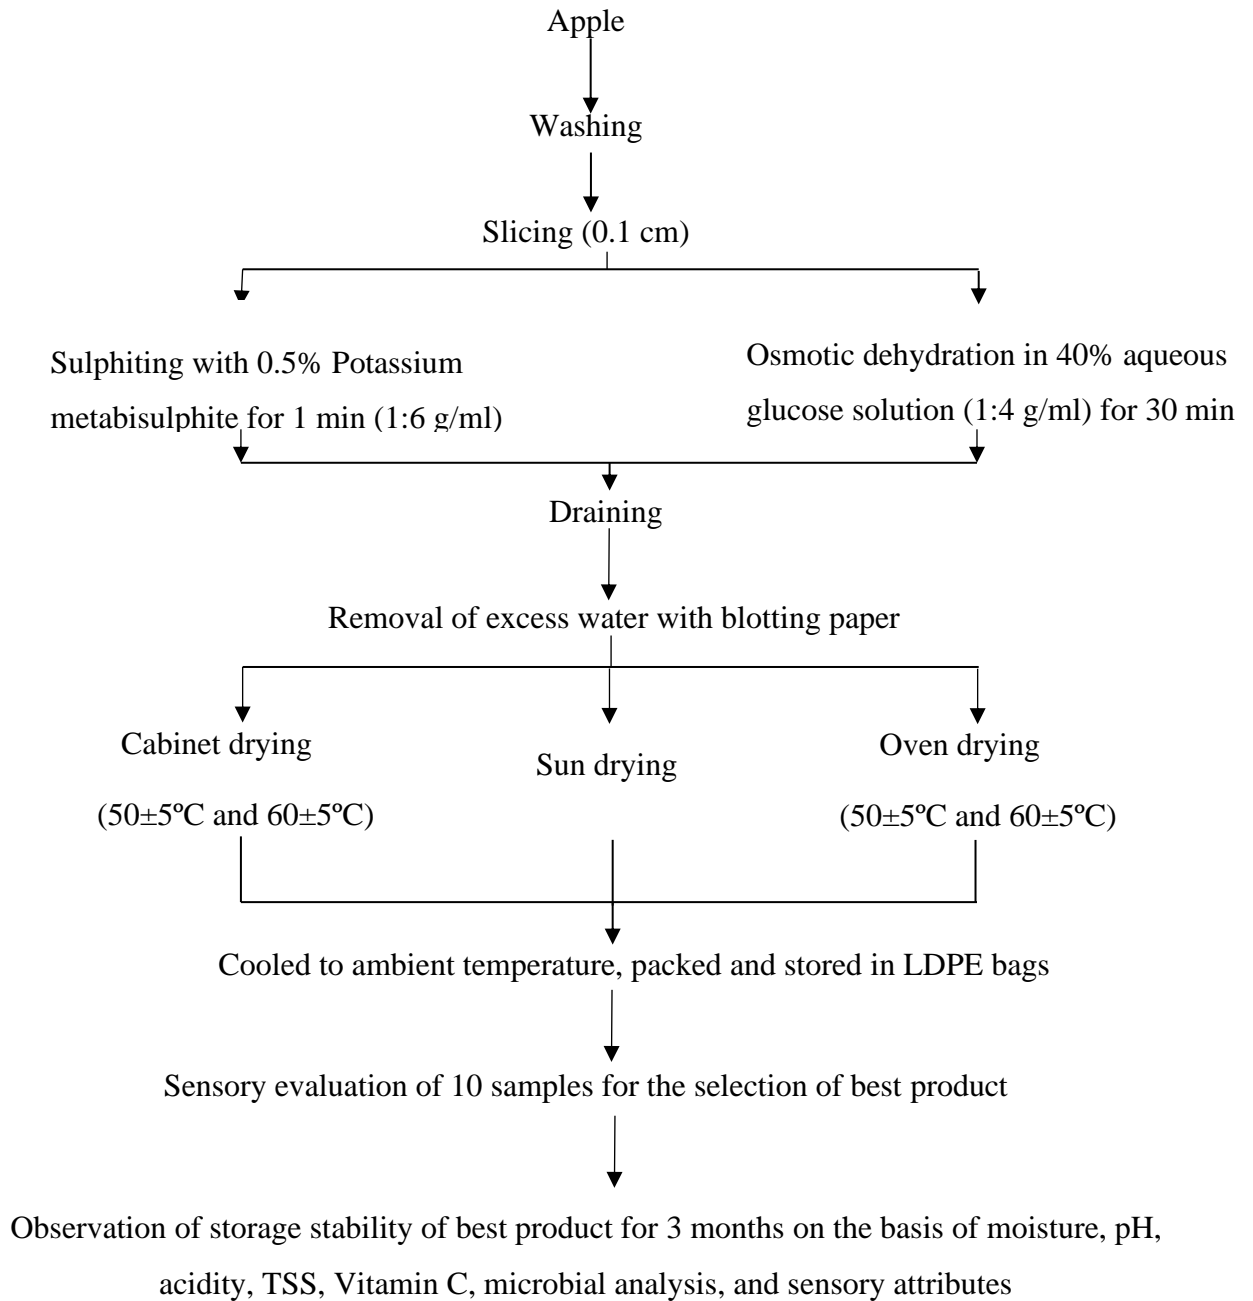 Apple
Washing
Slicing (0.1 cm)
Sulphiting with 0.5% Potassium
metabisulphite for 1 min (1:6 g/ml)
Osmotic dehydration in 40% aqueous
glucose solution (1:4 g/ml) for 30 min
Draining
Removal of excess water with blotting paper
Cabinet drying
(50±5ºC and 60±5ºC)
Sun drying
Oven drying
(50±5ºC and 60±5ºC)
Cooled to ambient temperature, packed and stored in LDPE bags
Sensory evaluation of 10 samples for the selection of best product
Observation of storage stability of best product for 3 months on the basis of moisture, pH,
acidity, TSS, Vitamin C, microbial analysis, and sensory attributes